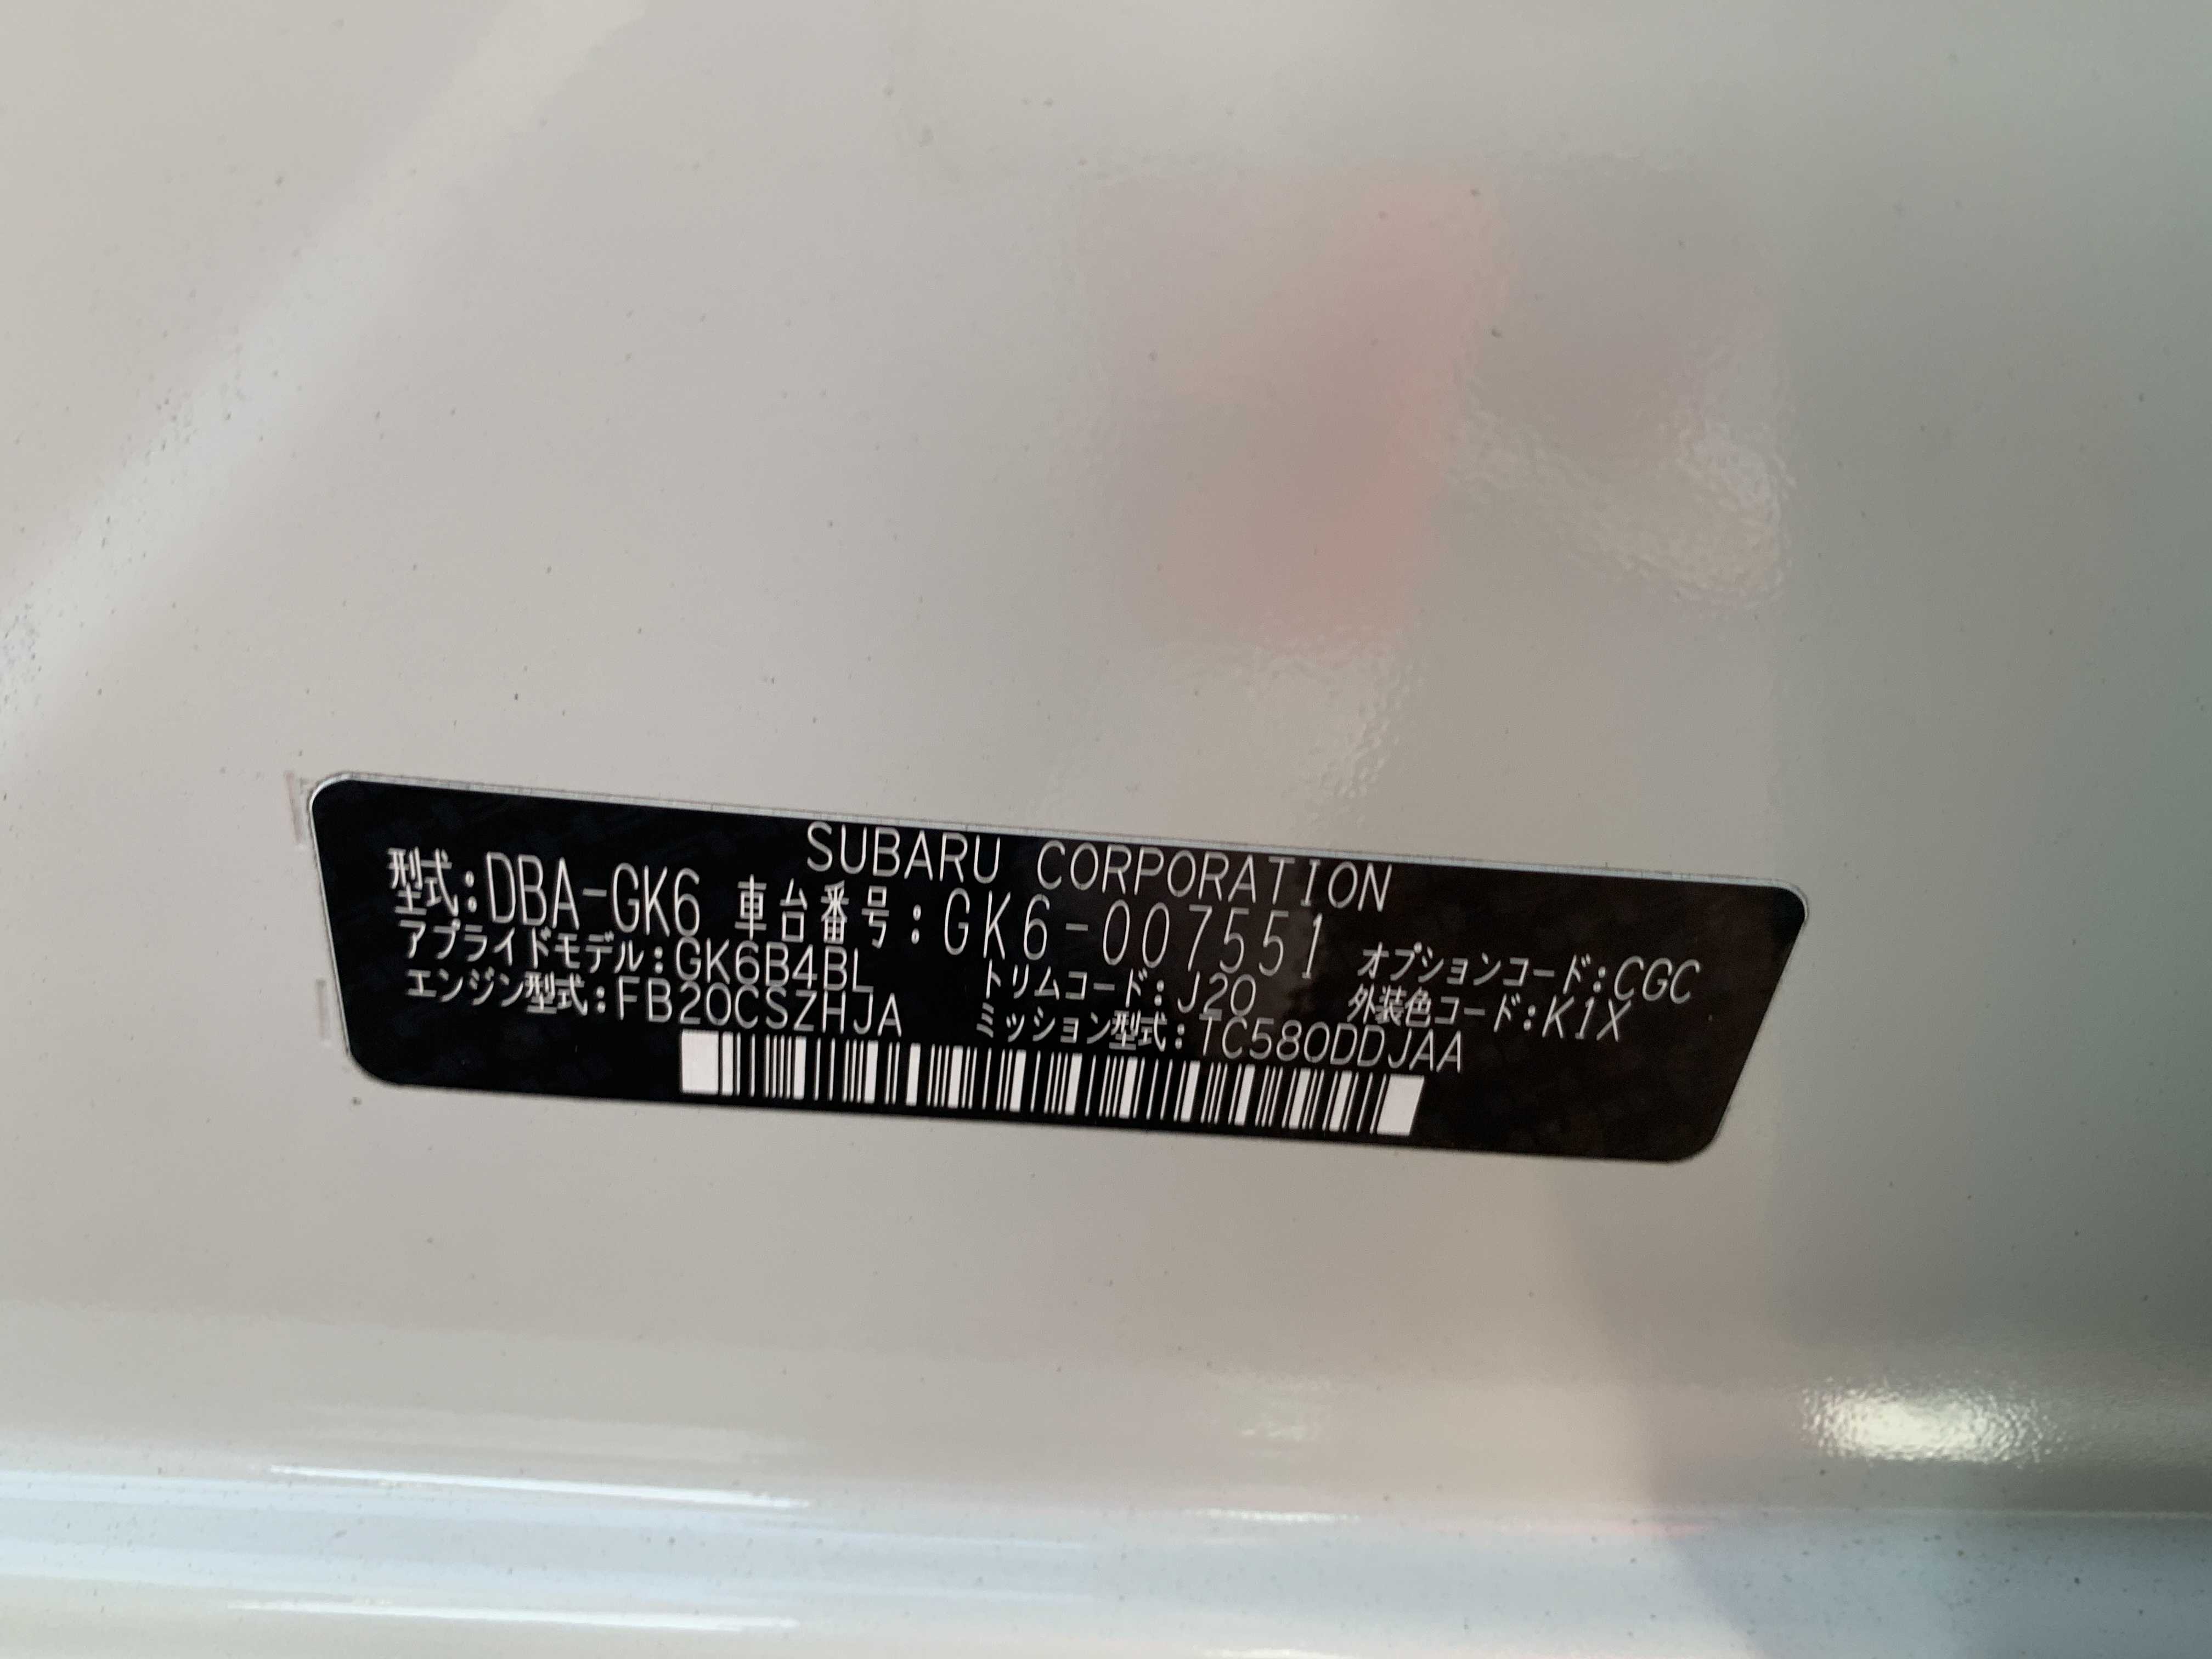 SUBARU CORPORATION
型式:DBA-GK6 車台番号:GK6-007551
アプライドモデル:GK6B4BL トリムコード:J20 オプションコード:CGC
エンジン型式:FB20CSZHJA ミッション型式:TC580DDJAA 外装色コード:K1X